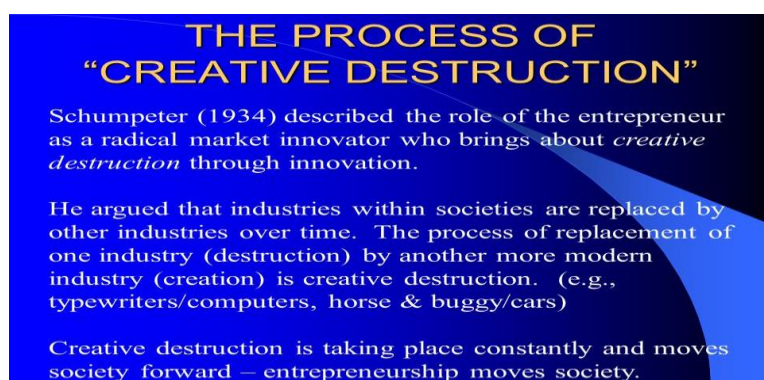 THE PROCESS OF
“CREATIVE DESTRUCTION”
Schumpeter (1934) described the role of the entrepreneur
as a radical market innovator who brings about creative
destruction through innovation.
He argued that industries within societies are replaced by
other industries over time. The process of replacement of
one industry (destruction) by another more modern
industry (creation) is creative destruction. (e.g.,
typewriters/computers, horse & buggy/cars)
Creative destruction is taking place constantly and moves
society forward – entrepreneurship moves society.